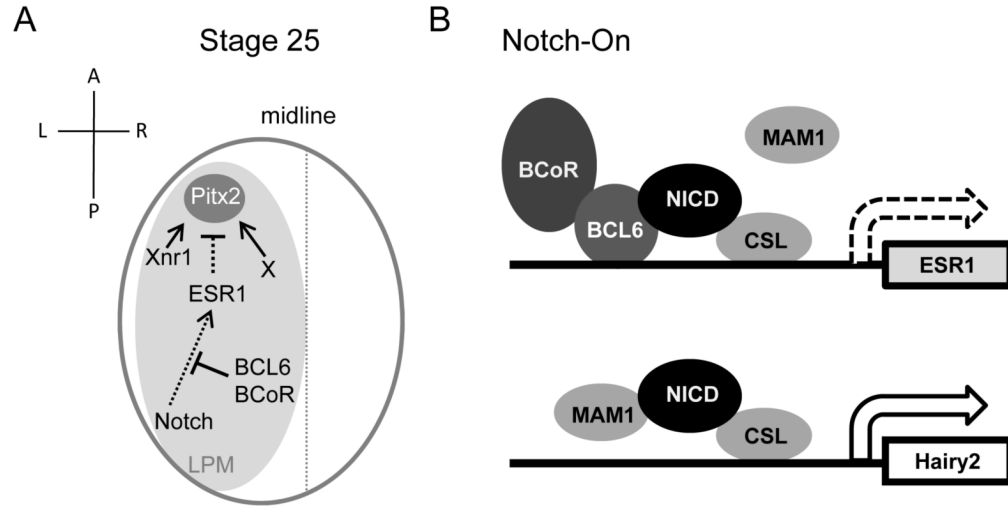 A
Stage 25
A
L R
P
midline
Pitx2
Xnr1
X
ESR1
BCL6
BCoR
Notch
LPM
B
Notch-On
MAM1
BCoR
NICD
BCL6
CSL
ESR1
NICD
MAM1
CSL
Hairy2